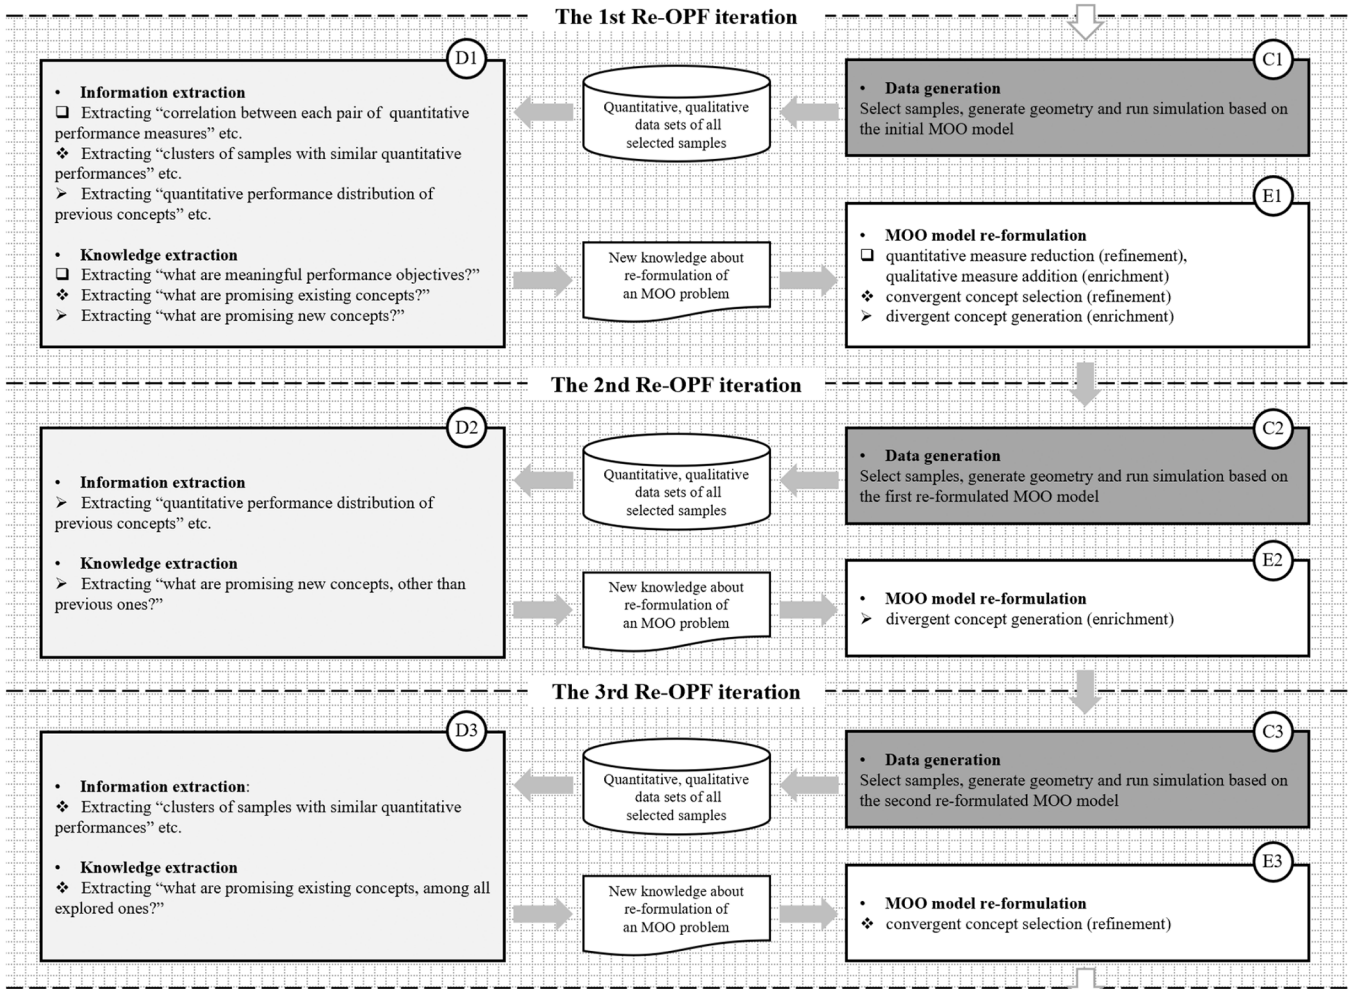 The 1st Re-OPF iteration
D1
• Information extraction
❑ Extracting “correlation between each pair of quantitative
performance measures” etc.
❖ Extracting “clusters of samples with similar quantitative
performances” etc.
➢ Extracting “quantitative performance distribution of
previous concepts” etc.
• Knowledge extraction
❑ Extracting “what are meaningful performance objectives?”
❖ Extracting “what are promising existing concepts?”
➢ Extracting “what are promising new concepts?”
Quantitative, qualitative
data sets of all
selected samples
New knowledge about
re-formulation of
an MOO problem
C1
• Data generation
Select samples, generate geometry and run simulation based on
the initial MOO model
E1
• MOO model re-formulation
❑ quantitative measure reduction (refinement),
qualitative measure addition (enrichment)
❖ convergent concept selection (refinement)
➢ divergent concept generation (enrichment)
The 2nd Re-OPF iteration
D2
• Information extraction
➢ Extracting “quantitative performance distribution of
previous concepts” etc.
• Knowledge extraction
➢ Extracting “what are promising new concepts, other than
previous ones?”
Quantitative, qualitative
data sets of all
selected samples
New knowledge about
re-formulation of
an MOO problem
C2
• Data generation
Select samples, generate geometry and run simulation based on
the first re-formulated MOO model
E2
• MOO model re-formulation
➢ divergent concept generation (enrichment)
The 3rd Re-OPF iteration
D3
• Information extraction:
❖ Extracting “clusters of samples with similar quantitative
performances” etc.
• Knowledge extraction
❖ Extracting “what are promising existing concepts, among all
explored ones?”
Quantitative, qualitative
data sets of all
selected samples
New knowledge about
re-formulation of
an MOO problem
C3
• Data generation
Select samples, generate geometry and run simulation based on
the second re-formulated MOO model
E3
• MOO model re-formulation
❖ convergent concept selection (refinement)